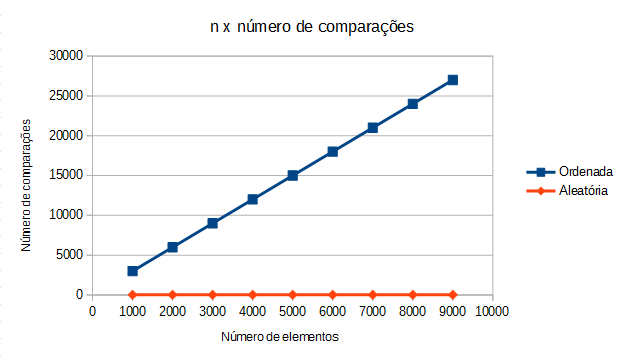 n x número de comparações
30000
25000
20000
15000
10000
5000
0
Número de comparações
0 1000 2000 3000 4000 5000 6000 7000 8000 9000 10000
Número de elementos
Ordenada
Aleatória